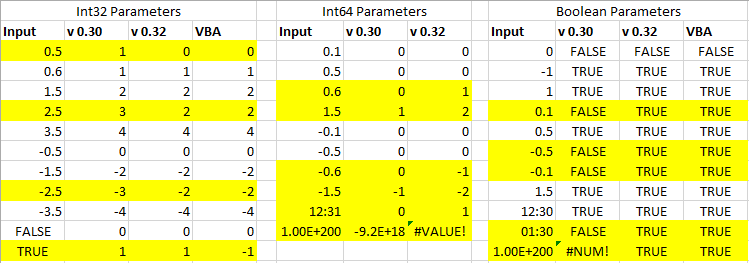 Int32 Parameters Int64 Parameters Boolean Parameters
Input v 0.30 v 0.32 VBA Input v 0.30 v 0.32 Input v 0.30 v 0.32 VBA
0.5 1 0 0 0.1 0 0 0 FALSE FALSE FALSE
0.6 1 1 1 0.5 0 0 -1 TRUE TRUE TRUE
1.5 2 2 2 0.6 0 1 1 TRUE TRUE TRUE
2.5 3 2 2 1.5 1 2 0.1 FALSE TRUE TRUE
3.5 4 4 4 -0.1 0 0 0.5 TRUE TRUE TRUE
-0.5 0 0 0 -0.5 0 0 -0.5 FALSE TRUE TRUE
-1.5 -2 -2 -2 -0.6 0 -1 -0.1 FALSE TRUE TRUE
-2.5 -3 -2 -2 -1.5 -1 -2 1.5 TRUE TRUE TRUE
-3.5 -4 -4 -4 12:31 0 1 12:30 TRUE TRUE TRUE
FALSE 0 0 0 1.00E+200 -9.2E+18 #VALUE! 01:30 FALSE TRUE TRUE
TRUE 1 1 -1 1.00E+200 #NUM! TRUE TRUE